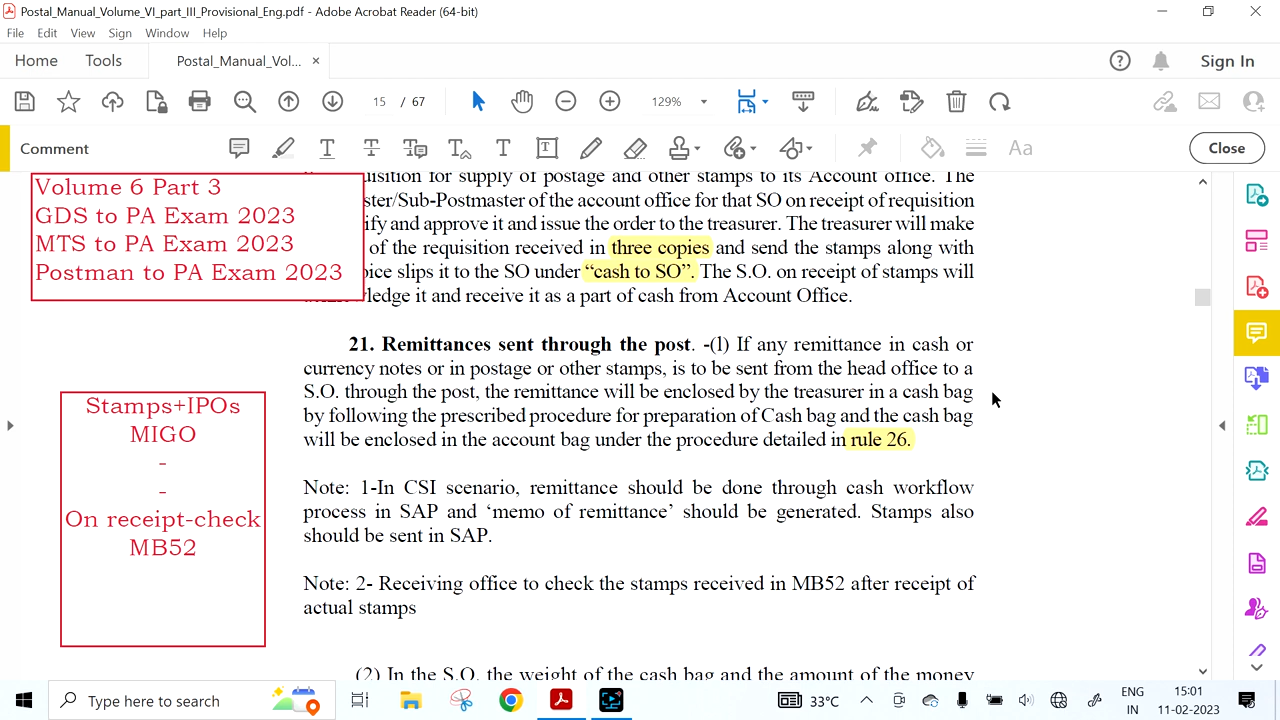 Postal_Manual_Volume_VI_part_III_Provisional_Eng.pdf - Adobe Acrobat Reader (64-bit)
File Edit View Sign Window Help
Home Tools Postal_Manual_Vol... × Sign In
15 / 67 129%
Comment Close
Volume 6 Part 3
GDS to PA Exam 2023
MTS to PA Exam 2023
Postman to PA Exam 2023
for supply of postage and other stamps to its Account office. The
ster/Sub-Postmaster of the account office for that SO on receipt of requisition
ify and approve it and issue the order to the treasurer. The treasurer will make
of the requisition received in three copies and send the stamps along with
oice slips it to the SO under “cash to SO”. The S.O. on receipt of stamps will
wledge it and receive it as a part of cash from Account Office.
21. Remittances sent through the post. -(l) If any remittance in cash or
currency notes or in postage or other stamps, is to be sent from the head office to a
S.O. through the post, the remittance will be enclosed by the treasurer in a cash bag
by following the prescribed procedure for preparation of Cash bag and the cash bag
will be enclosed in the account bag under the procedure detailed in rule 26.
Stamps+IPOs
MIGO
-
-
On receipt-check
MB52
Note: 1-In CSI scenario, remittance should be done through cash workflow
process in SAP and ‘memo of remittance’ should be generated. Stamps also
should be sent in SAP.
Note: 2- Receiving office to check the stamps received in MB52 after receipt of
actual stamps
(2) In the S.O. the weight of the cash bag and the amount of the money
Type here to search
33°C ENG IN 15:01 11-02-2023